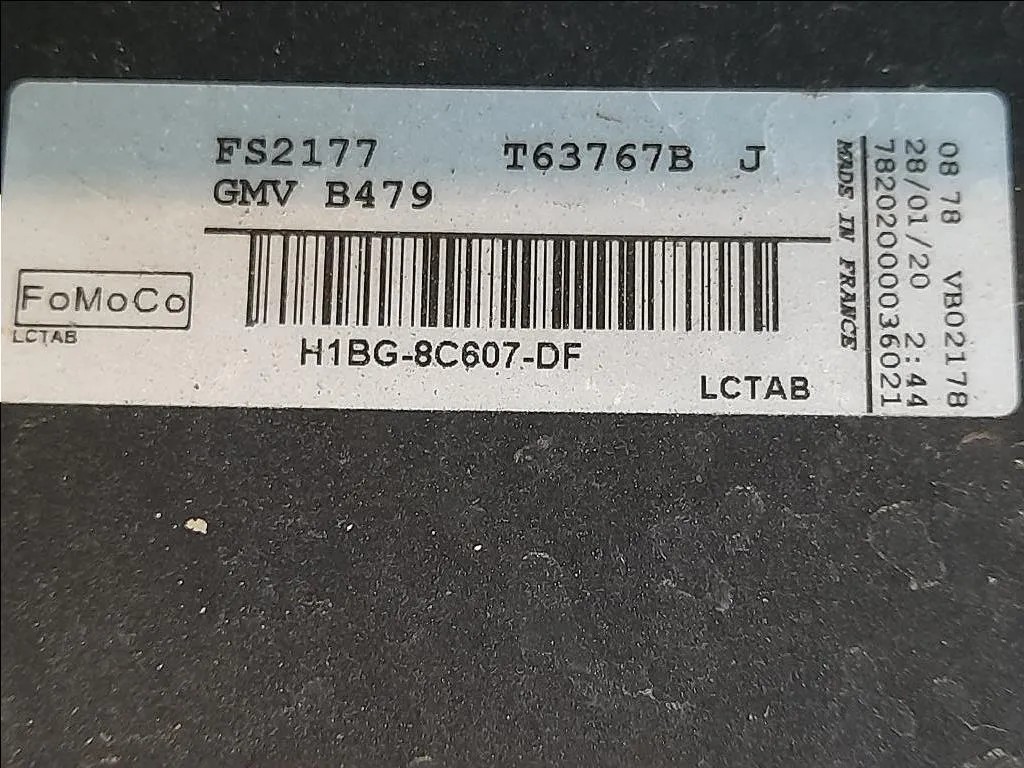 FS2177 T63767B J
GMV B479
FoMoCo
LCTAB
H1BG-8C607-DF
LCTAB
MADE IN FRANCE
08 78 VB02178
28/01/20 2:44
78202000036021